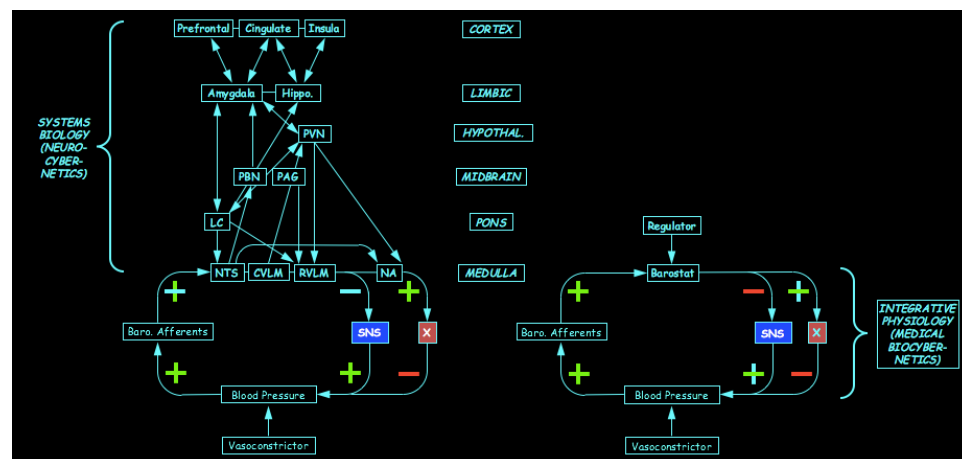 Prefrontal Cingulate Insula
CORTEX
Amygdala Hippo.
LIMBIC
SYSTEMS
BIOLOGY
(NEURO-
CYBER-
NETICS)
PVN
HYPOTHAL.
PBN PAG
MIDBRAIN
LC
PONS
NTS CVLM RVLM NA
MEDULLA
+ − +
Baro. Afferents
SNS
X
+ + −
Blood Pressure
Vasoconstrictor
Regulator
Barostat
+ − +
Baro. Afferents
SNS
X
+ + −
Blood Pressure
Vasoconstrictor
INTEGRATIVE
PHYSIOLOGY
(MEDICAL
BIOCYBER-
NETICS)